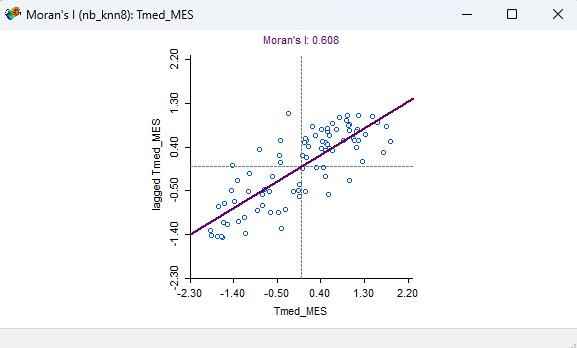 Moran's I (nb_knn8): Tmed_MES
Moran's I: 0.608
2.20
1.30
0.40
-0.50
-1.40
-2.30
lagged Tmed_MES
-2.30 -1.40 -0.50 0.40 1.30 2.20
Tmed_MES